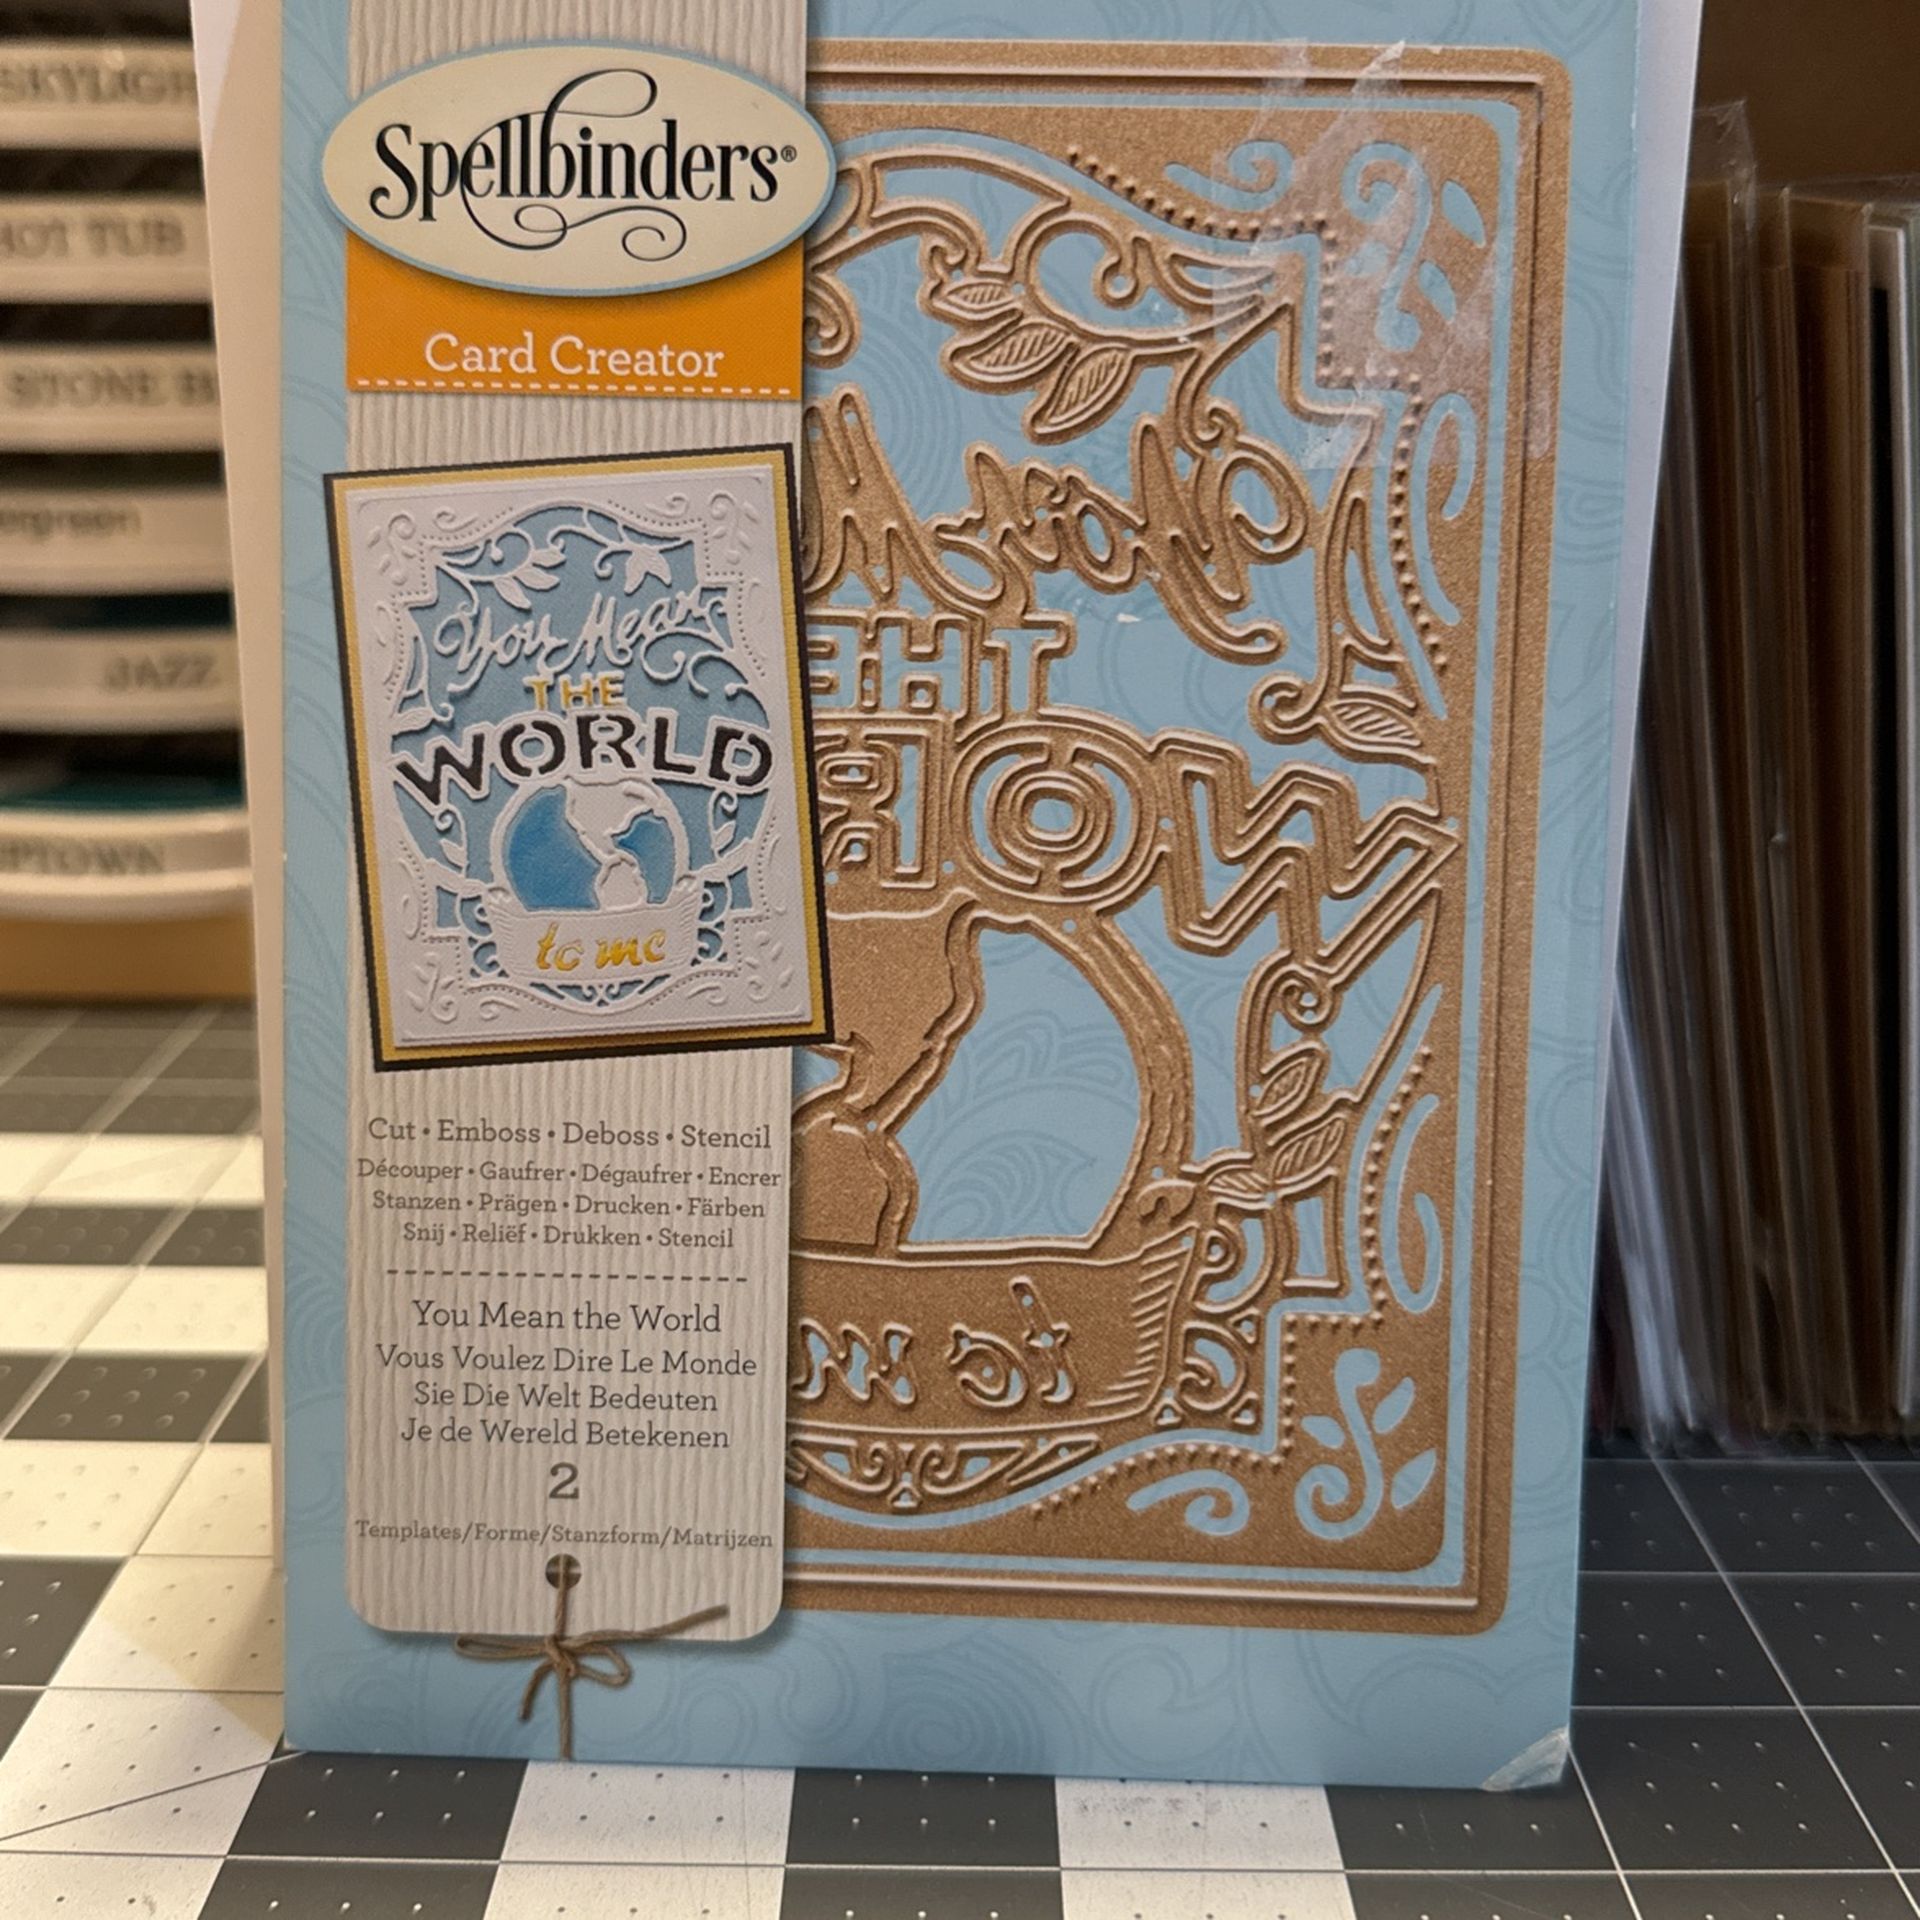 Spellbinders®
Card Creator
You Mean
THE
WORLD
to me
Cut • Emboss • Deboss • Stencil
Découper • Gaufrer • Dégaufrer • Encrer
Stanzen • Prägen • Drucken • Färben
Snij • Reliëf • Drukken • Stencil
You Mean the World
Vous Voulez Dire Le Monde
Sie Die Welt Bedeuten
Je de Wereld Betekenen
2
Templates/Forme/Stanzform/Matrijzen
HOT TUB
STONE
JAZZ